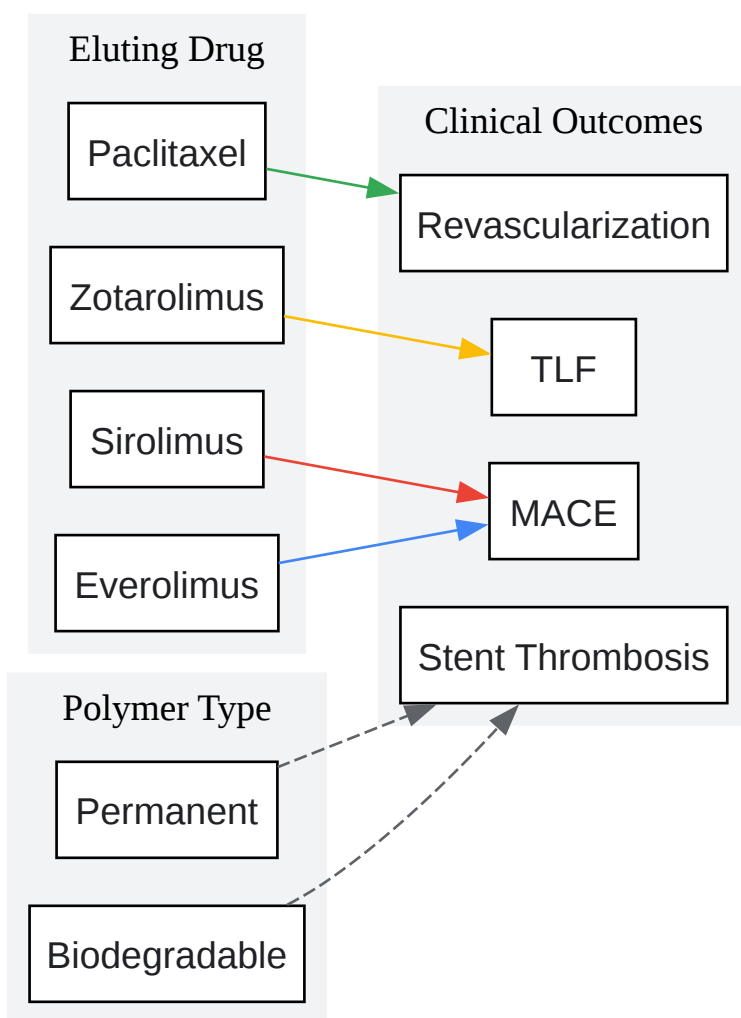 Eluting Drug
Paclitaxel
Zotarolimus
Sirolimus
Everolimus
Clinical Outcomes
Revascularization
TLF
MACE
Stent Thrombosis
Polymer Type
Permanent
Biodegradable